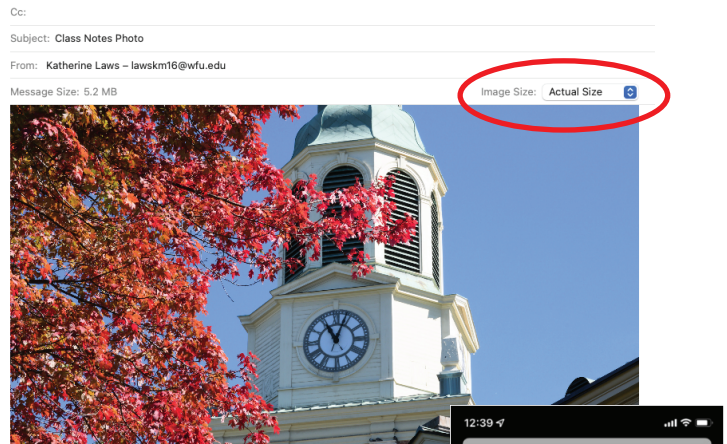 Cc:
Subject: Class Notes Photo
From: Katherine Laws – lawskm16@wfu.edu
Message Size: 5.2 MB Image Size: Actual Size
12:39